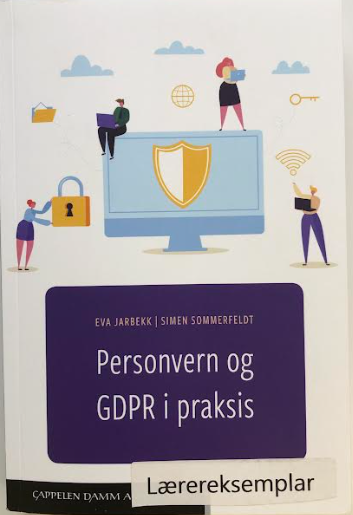 EVA JARBEKK | SIMEN SOMMERFELDT
Personvern og
GDPR i praksis
CAPPELEN DAMM A
Lærereksemplar